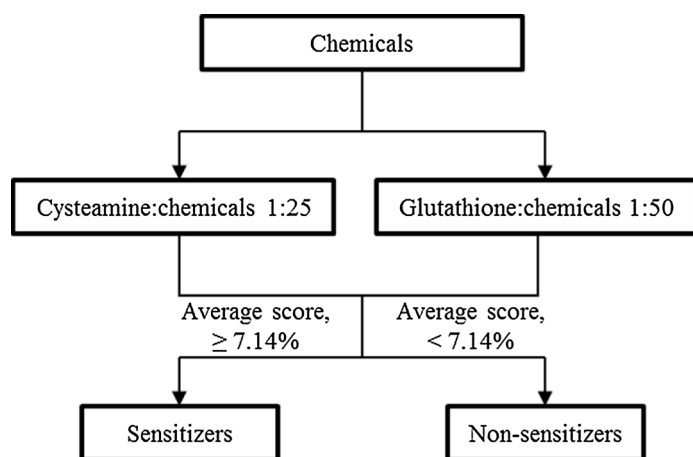 Chemicals
Cysteamine:chemicals 1:25
Glutathione:chemicals 1:50
Average score,
≥ 7.14%
Average score,
< 7.14%
Sensitizers
Non-sensitizers